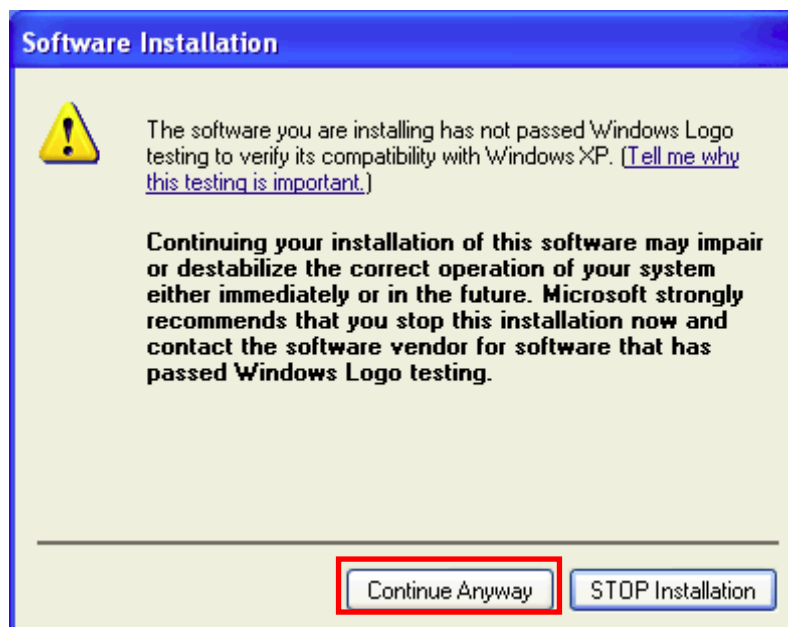 Software Installation
The software you are installing has not passed Windows Logo
testing to verify its compatibility with Windows XP. (Tell me why
this testing is important.)
Continuing your installation of this software may impair
or destabilize the correct operation of your system
either immediately or in the future. Microsoft strongly
recommends that you stop this installation now and
contact the software vendor for software that has
passed Windows Logo testing.
Continue Anyway STOP Installation